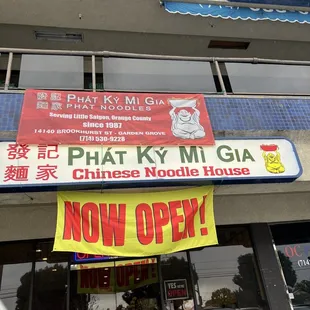 發記 PHÁT KÝ MÌ GIA
麵家 PHAT NOODLES
Serving Little Saigon, Orange County
since 1987
14140 BROOKHURST ST - GARDEN GROVE
(714) 530-9226
發記 PHÁT KÝ MÌ GIA
麵家 Chinese Noodle House
NOW OPEN!
YES